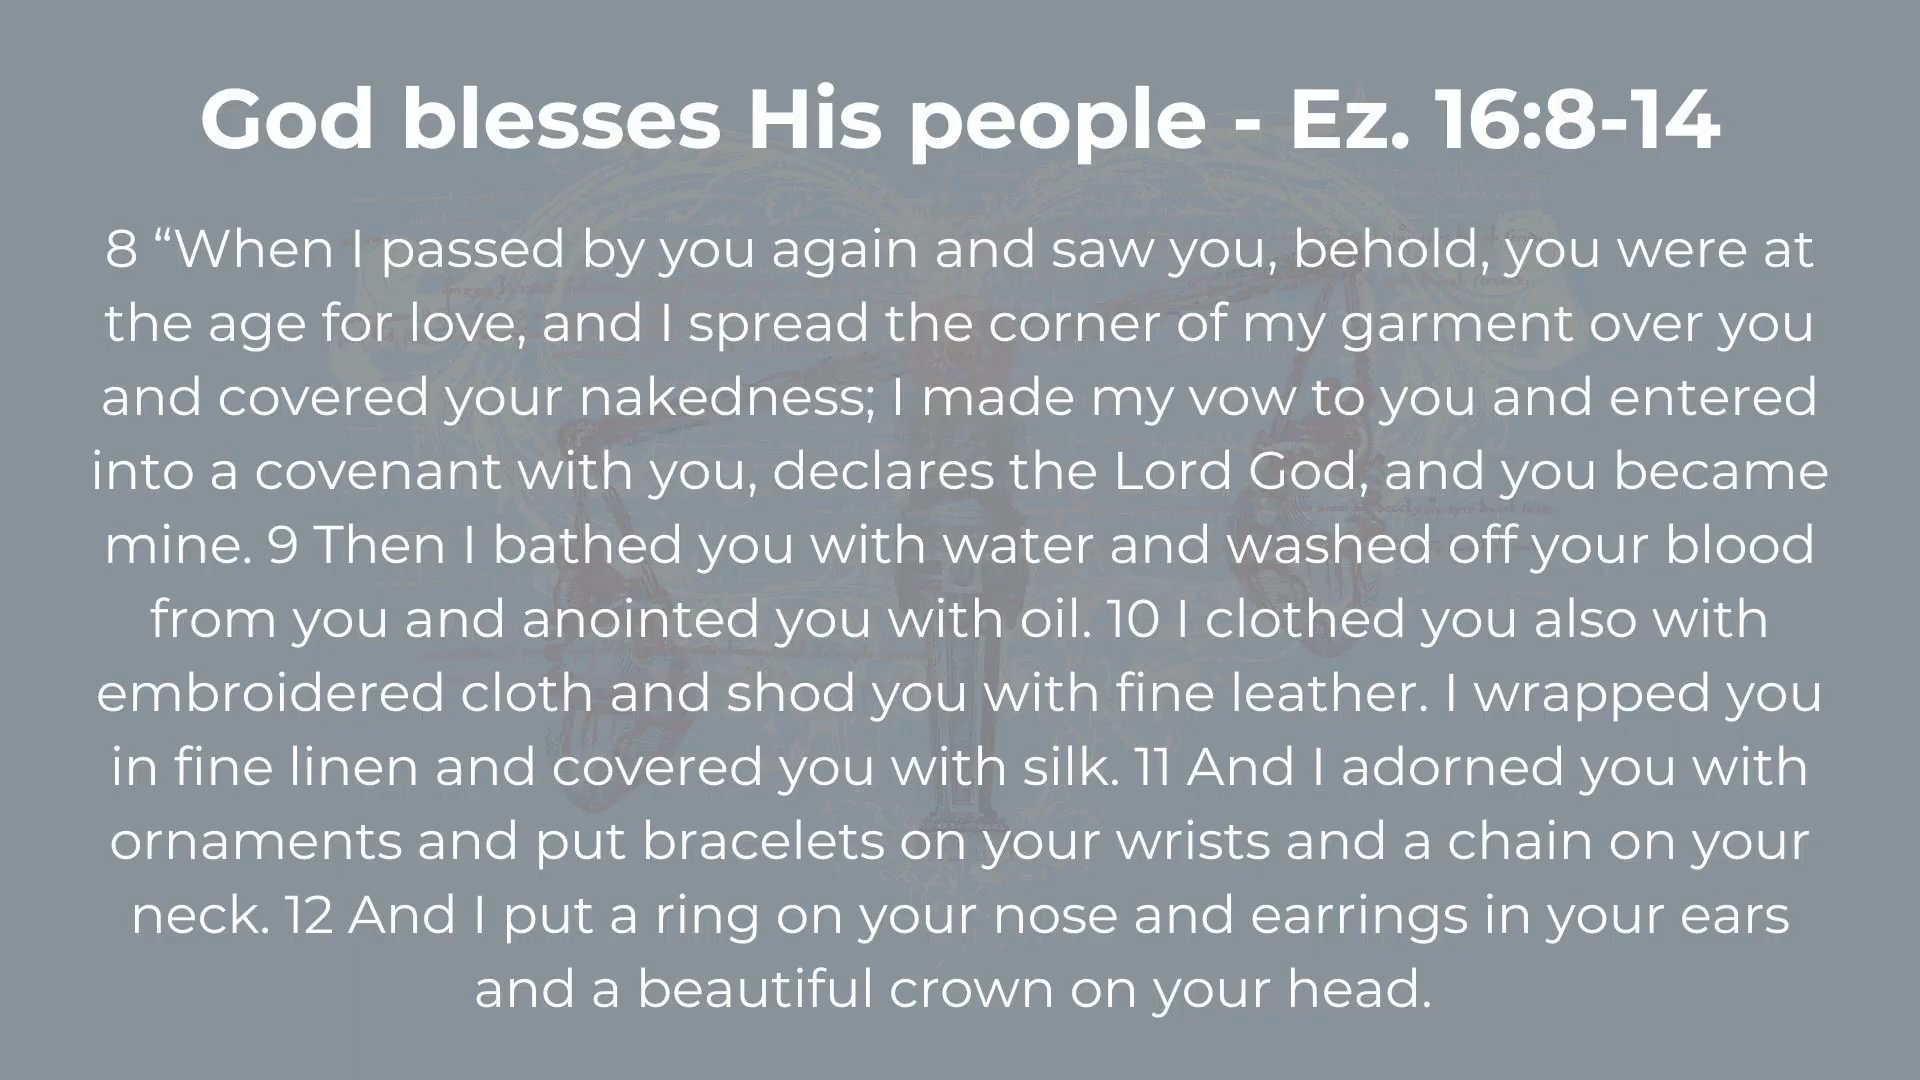 God blesses His people - Ez. 16:8-14
8 “When I passed by you again and saw you, behold, you were at
the age for love, and I spread the corner of my garment over you
and covered your nakedness; I made my vow to you and entered
into a covenant with you, declares the Lord God, and you became
mine. 9 Then I bathed you with water and washed off your blood
from you and anointed you with oil. 10 I clothed you also with
embroidered cloth and shod you with fine leather. I wrapped you
in fine linen and covered you with silk. 11 And I adorned you with
ornaments and put bracelets on your wrists and a chain on your
neck. 12 And I put a ring on your nose and earrings in your ears
and a beautiful crown on your head.